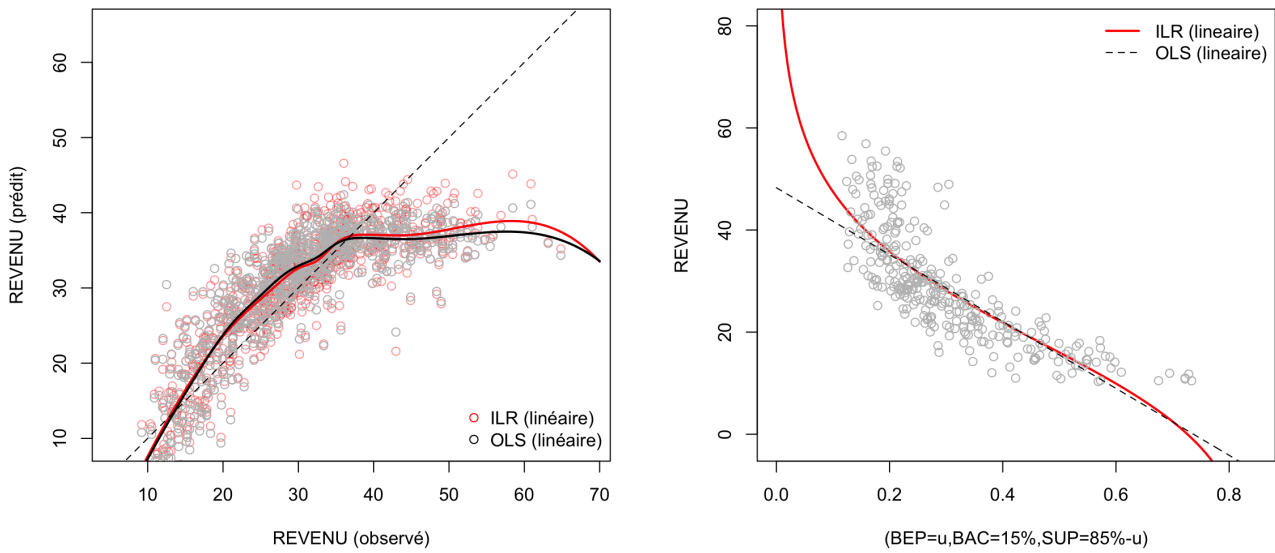 REVENU (prédit)
60
50
40
30
20
10
ILR (linéaire)
OLS (linéaire)
10 20 30 40 50 60 70
REVENU (observé)
REVENU
80
60
40
20
0
ILR (lineaire)
OLS (lineaire)
0.0 0.2 0.4 0.6 0.8
(BEP=u,BAC=15%,SUP=85%-u)